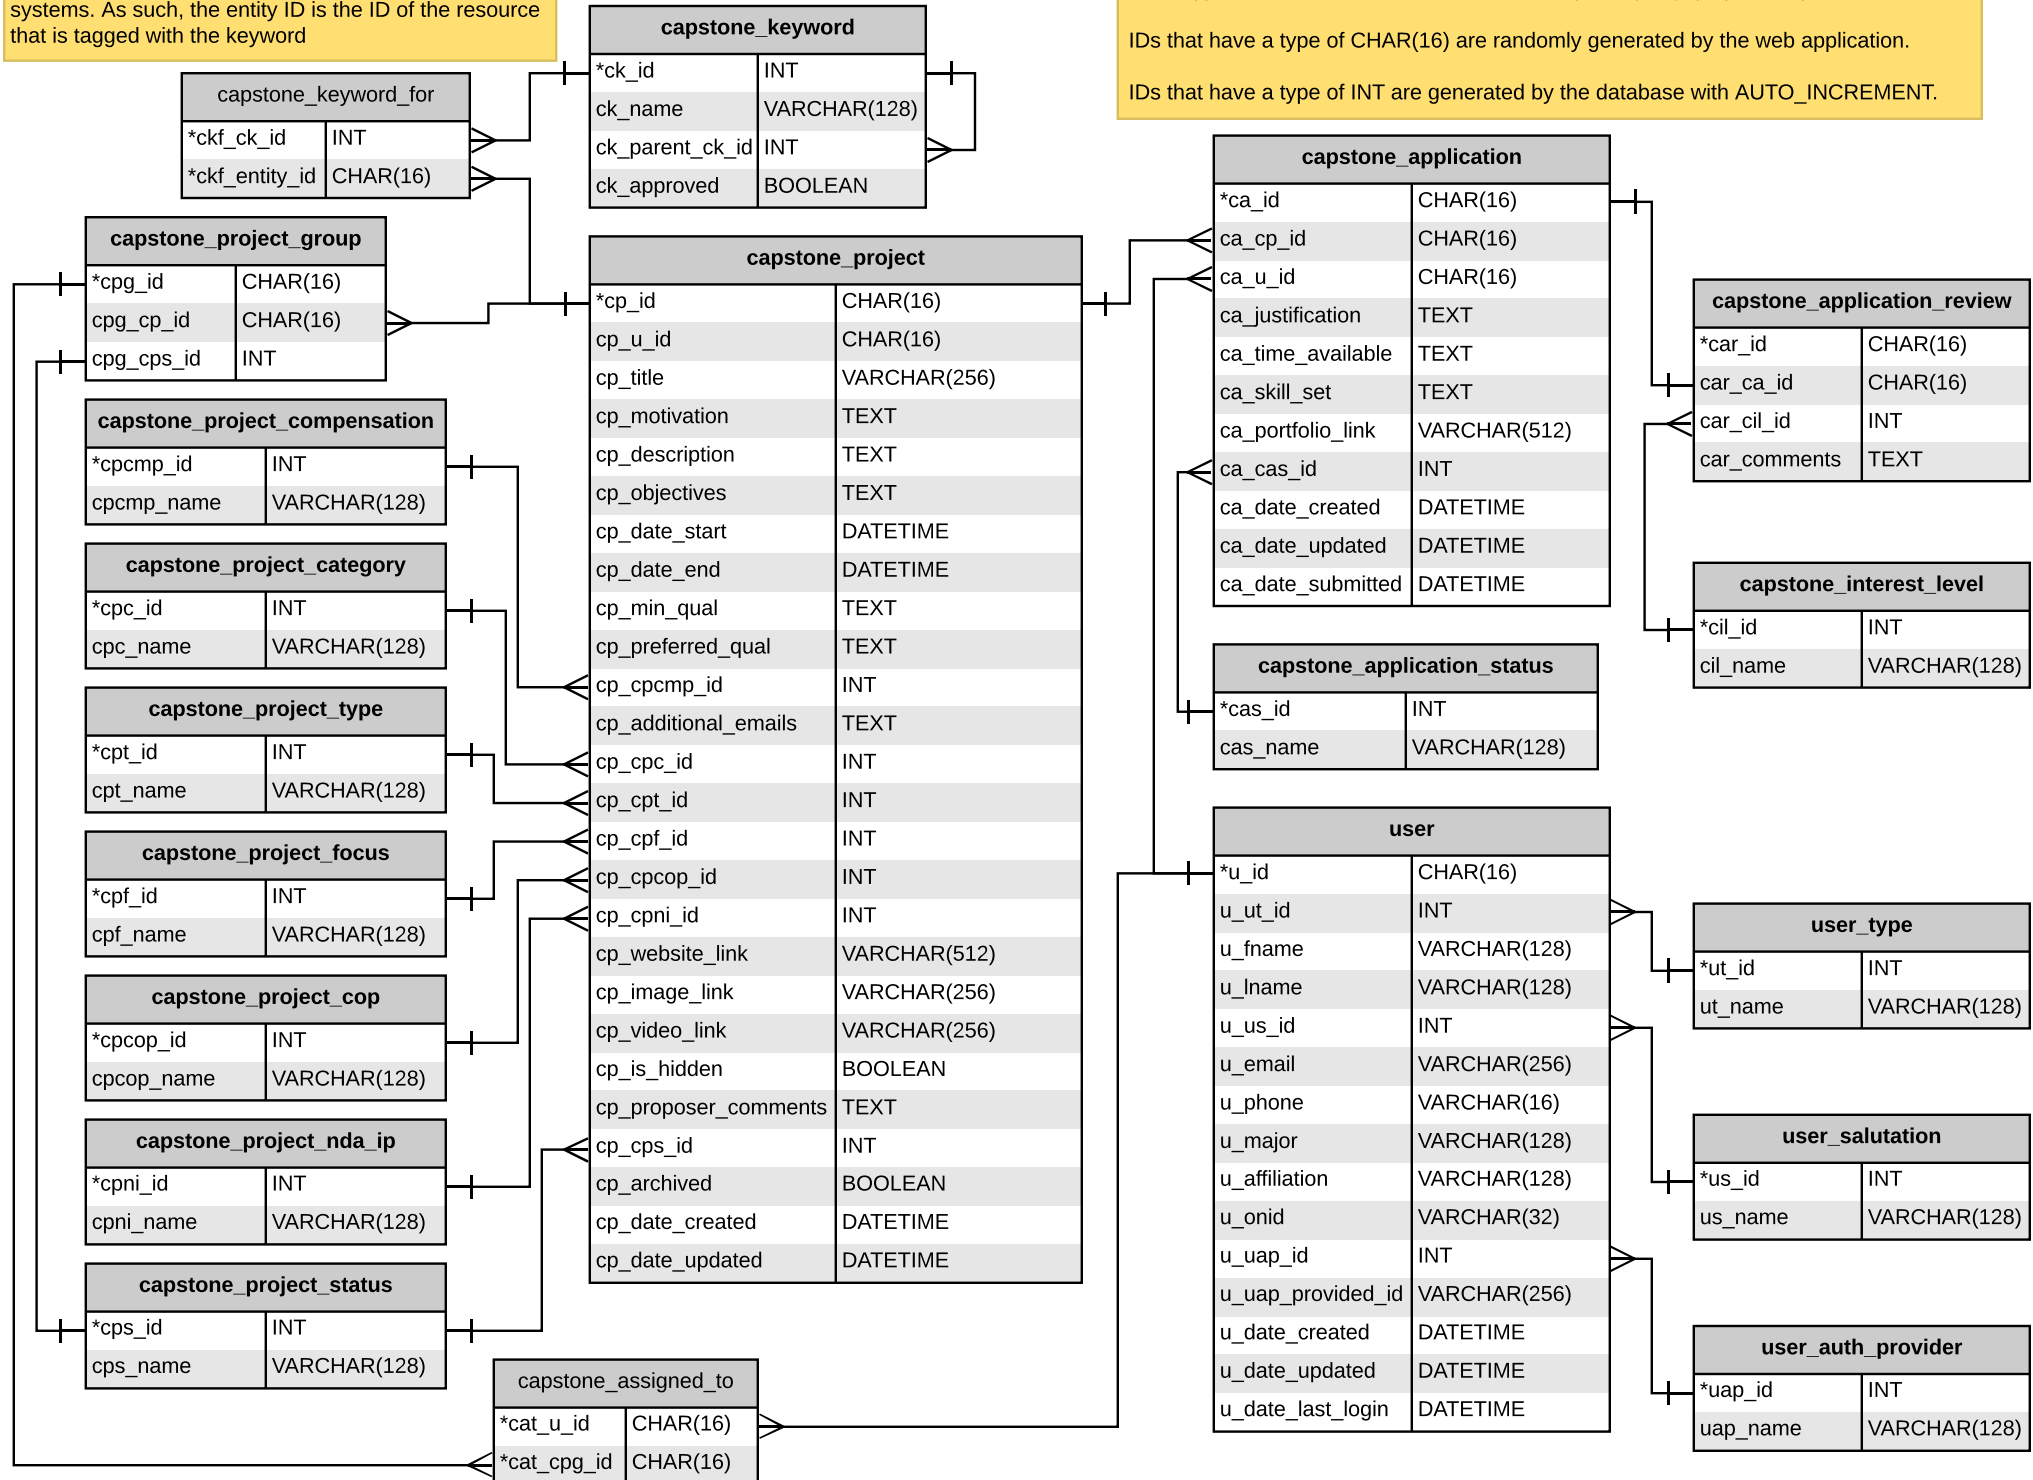 systems. As such, the entity ID is the ID of the resource
that is tagged with the keyword
IDs that have a type of CHAR(16) are randomly generated by the web application.
IDs that have a type of INT are generated by the database with AUTO_INCREMENT.
capstone_keyword
*ck_id INT
ck_name VARCHAR(128)
ck_parent_ck_id INT
ck_approved BOOLEAN
capstone_keyword_for
*ckf_ck_id INT
*ckf_entity_id CHAR(16)
capstone_project_group
*cpg_id CHAR(16)
cpg_cp_id CHAR(16)
cpg_cps_id INT
capstone_project_compensation
*cpcmp_id INT
cpcmp_name VARCHAR(128)
capstone_project_category
*cpc_id INT
cpc_name VARCHAR(128)
capstone_project_type
*cpt_id INT
cpt_name VARCHAR(128)
capstone_project_focus
*cpf_id INT
cpf_name VARCHAR(128)
capstone_project_cop
*cpcop_id INT
cpcop_name VARCHAR(128)
capstone_project_nda_ip
*cpni_id INT
cpni_name VARCHAR(128)
capstone_project_status
*cps_id INT
cps_name VARCHAR(128)
capstone_project
*cp_id CHAR(16)
cp_u_id CHAR(16)
cp_title VARCHAR(256)
cp_motivation TEXT
cp_description TEXT
cp_objectives TEXT
cp_date_start DATETIME
cp_date_end DATETIME
cp_min_qual TEXT
cp_preferred_qual TEXT
cp_cpcmp_id INT
cp_additional_emails TEXT
cp_cpc_id INT
cp_cpt_id INT
cp_cpf_id INT
cp_cpcop_id INT
cp_cpni_id INT
cp_website_link VARCHAR(512)
cp_image_link VARCHAR(256)
cp_video_link VARCHAR(256)
cp_is_hidden BOOLEAN
cp_proposer_comments TEXT
cp_cps_id INT
cp_archived BOOLEAN
cp_date_created DATETIME
cp_date_updated DATETIME
capstone_assigned_to
*cat_u_id CHAR(16)
*cat_cpg_id CHAR(16)
capstone_application
*ca_id CHAR(16)
ca_cp_id CHAR(16)
ca_u_id CHAR(16)
ca_justification TEXT
ca_time_available TEXT
ca_skill_set TEXT
ca_portfolio_link VARCHAR(512)
ca_cas_id INT
ca_date_created DATETIME
ca_date_updated DATETIME
ca_date_submitted DATETIME
capstone_application_status
*cas_id INT
cas_name VARCHAR(128)
user
*u_id CHAR(16)
u_ut_id INT
u_fname VARCHAR(128)
u_lname VARCHAR(128)
u_us_id INT
u_email VARCHAR(256)
u_phone VARCHAR(16)
u_major VARCHAR(128)
u_affiliation VARCHAR(128)
u_onid VARCHAR(32)
u_uap_id INT
u_uap_provided_id VARCHAR(256)
u_date_created DATETIME
u_date_updated DATETIME
u_date_last_login DATETIME
capstone_application_review
*car_id CHAR(16)
car_ca_id CHAR(16)
car_cil_id INT
car_comments TEXT
capstone_interest_level
*cil_id INT
cil_name VARCHAR(128)
user_type
*ut_id INT
ut_name VARCHAR(128)
user_salutation
*us_id INT
us_name VARCHAR(128)
user_auth_provider
*uap_id INT
uap_name VARCHAR(128)